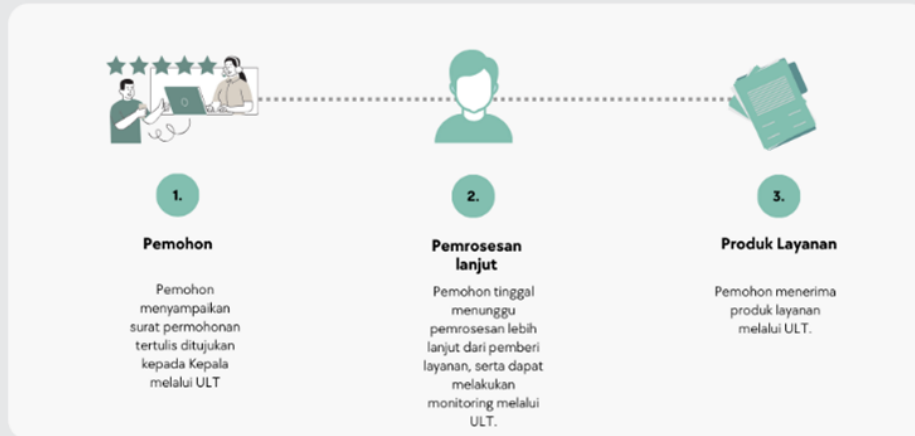 1.
Pemohon
Pemohon
menyampaikan
surat permohonan
tertulis ditujukan
kepada Kepala
melalui ULT
2.
Pemrosesan
lanjut
Pemohon tinggal
menunggu
pemrosesan lebih
lanjut dari pemberi
layanan, serta dapat
melakukan
monitoring melalui
ULT.
3.
Produk Layanan
Pemohon menerima
produk layanan
melalui ULT.